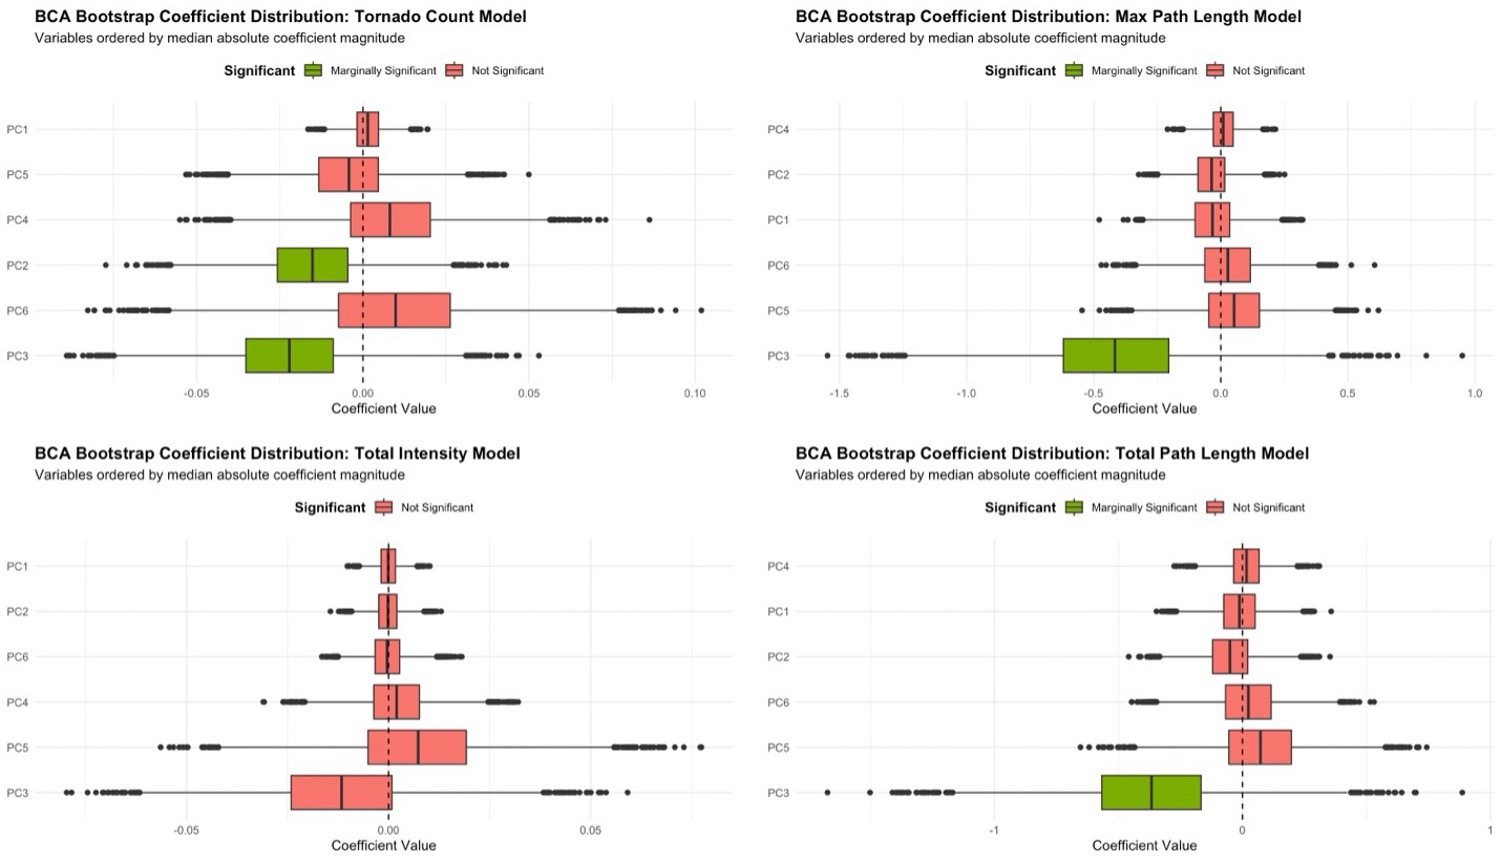 BCA Bootstrap Coefficient Distribution: Tornado Count Model
Variables ordered by median absolute coefficient magnitude
Significant Marginally Significant Not Significant
PC1
PC5
PC4
PC2
PC6
PC3
-0.05 0.00 0.05 0.10
Coefficient Value
BCA Bootstrap Coefficient Distribution: Max Path Length Model
Variables ordered by median absolute coefficient magnitude
Significant Marginally Significant Not Significant
PC4
PC2
PC1
PC6
PC5
PC3
-1.5 -1.0 -0.5 0.0 0.5 1.0
Coefficient Value
BCA Bootstrap Coefficient Distribution: Total Intensity Model
Variables ordered by median absolute coefficient magnitude
Significant Not Significant
PC1
PC2
PC6
PC4
PC5
PC3
-0.05 0.00 0.05
Coefficient Value
BCA Bootstrap Coefficient Distribution: Total Path Length Model
Variables ordered by median absolute coefficient magnitude
Significant Marginally Significant Not Significant
PC4
PC1
PC2
PC6
PC5
PC3
-1 0 1
Coefficient Value